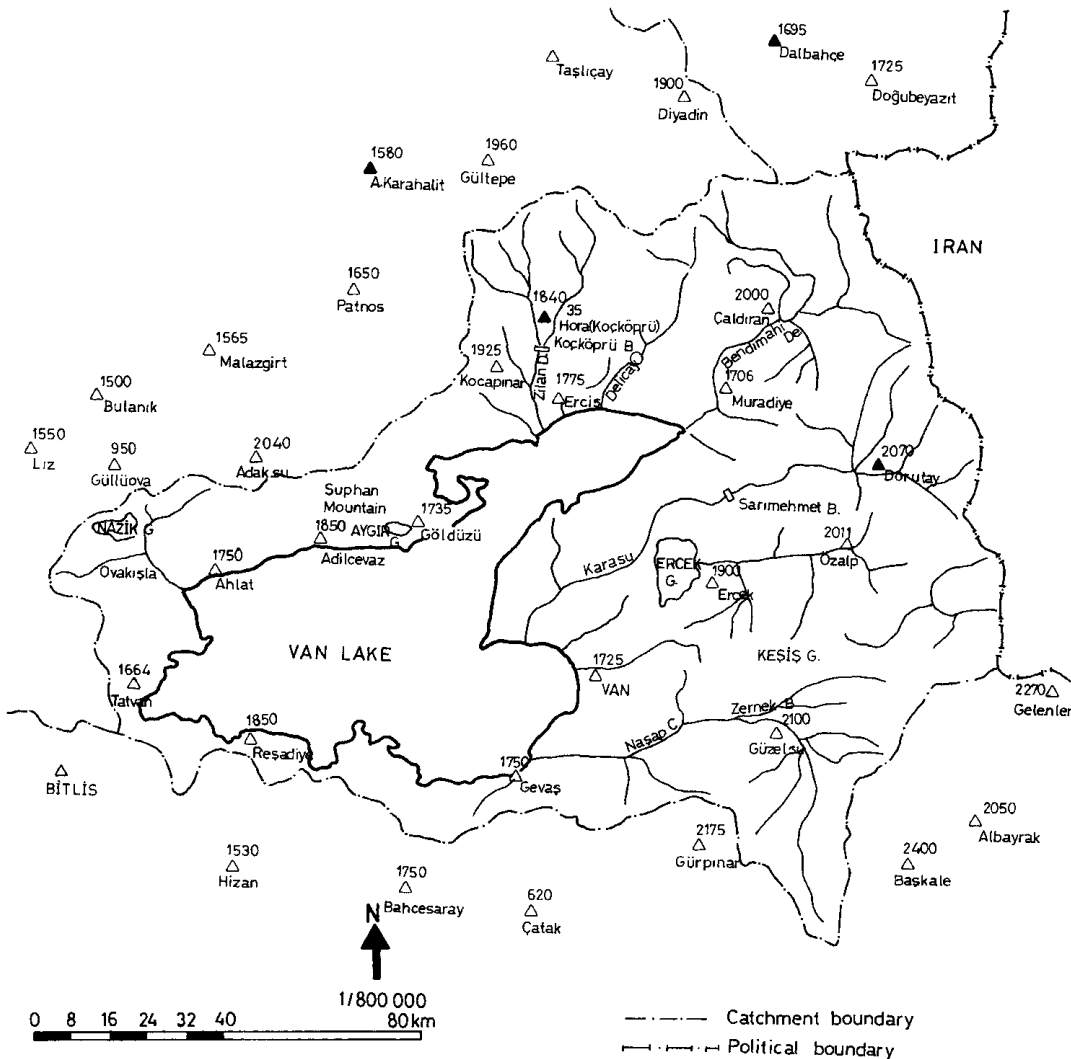 1695
Dalbahçe
Taşlıçay
1725
Doğubeyazıt
1900
Diyadin
1580
A.Karahalit
1960
Gültepe
IRAN
1650
Patnos
1840
35
Hora(Koçköprü)
Koçköprü B
2000
Çaldıran
Bendimahi De.
1565
Malazgirt
1925
Kocapınar
Zilan D.
1775
Erciş
Deliçay
1706
Muradiye
1500
Bulanık
1550
Lız
950
Güllüova
2040
Adaksu
2070
Dorutay
Suphan
Mountain
1735
Göldüzü
AYGIR
G.
Sarımehmet B.
NAZİK G.
1850
Adilcevaz
2011
Özalp
Karasu
ERÇEK
G.
1900
Erçek
Ovakışla
1750
Ahlat
VAN LAKE
KEŞİŞ G.
1664
Tatvan
1725
VAN
2270
Gelenler
Zernek B.
1850
Reşadiye
Naşap Ç.
2100
Güzelsu
BİTLİS
1750
Gevaş
2050
Albayrak
1530
Hizan
2175
Gürpınar
2400
Başkale
1750
Bahcesaray
620
Çatak
N
1/800 000
0 8 16 24 32 40 80 km
Catchment boundary
Political boundary